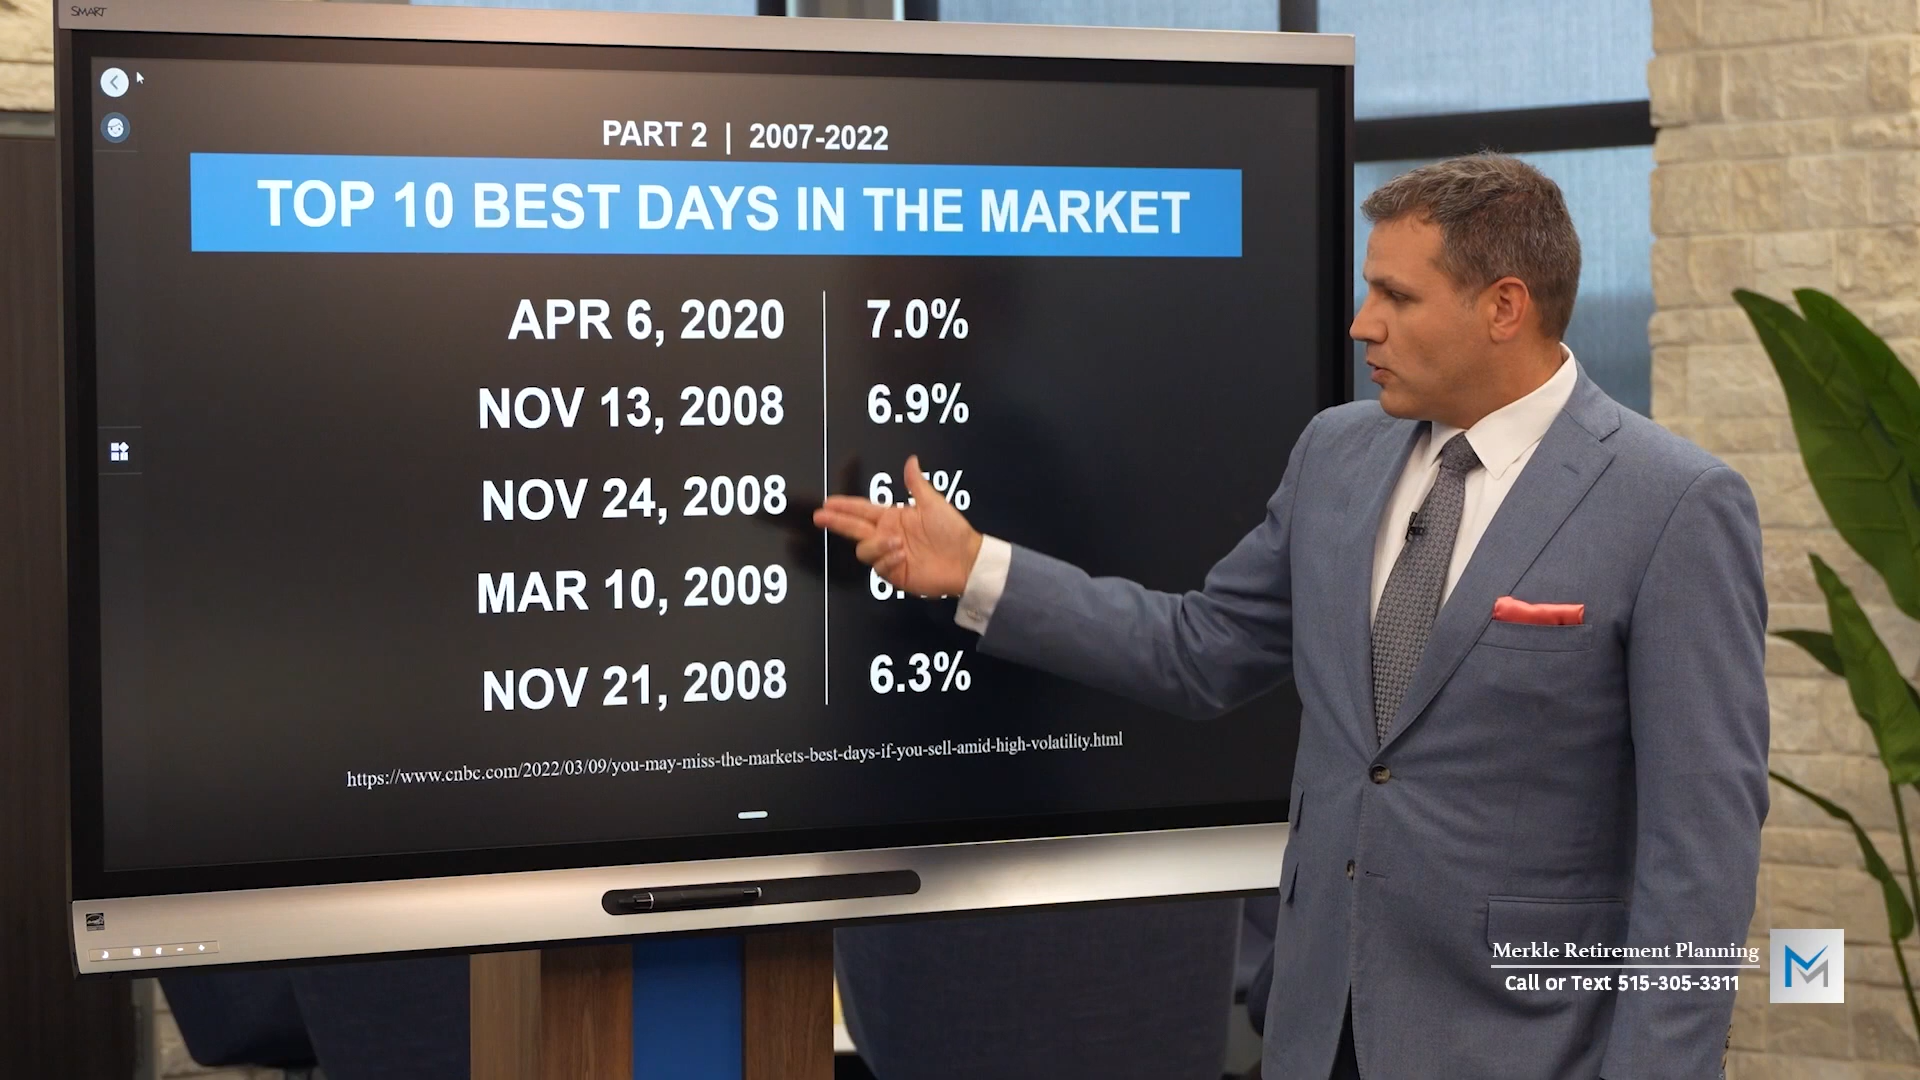 SMART
PART 2 | 2007-2022
TOP 10 BEST DAYS IN THE MARKET
APR 6, 2020 7.0%
NOV 13, 2008 6.9%
NOV 24, 2008
MAR 10, 2009
NOV 21, 2008 6.3%
https://www.cnbc.com/2022/03/09/you-may-miss-the-markets-best-days-if-you-sell-amid-high-volatility.html
Merkle Retirement Planning
Call or Text 515-305-3311